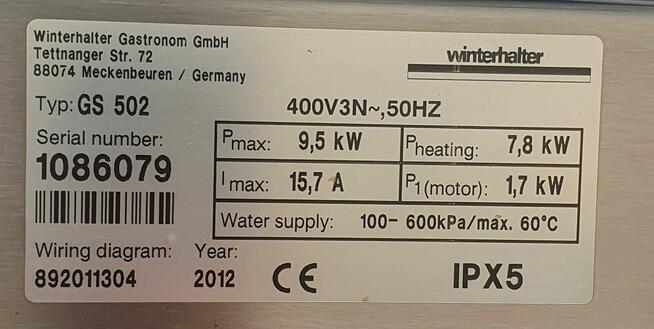 Winterhalter Gastronom GmbH
Tettnanger Str. 72
88074 Meckenbeuren / Germany
winterhalter
Typ: GS 502
400V3N~,50HZ
Serial number:
1086079
Pmax: 9,5 kW
Pheating: 7,8 kW
I max: 15,7 A
P1(motor): 1,7 kW
Water supply: 100- 600kPa/max. 60°C
Wiring diagram:
892011304
Year:
2012
CE
IPX5